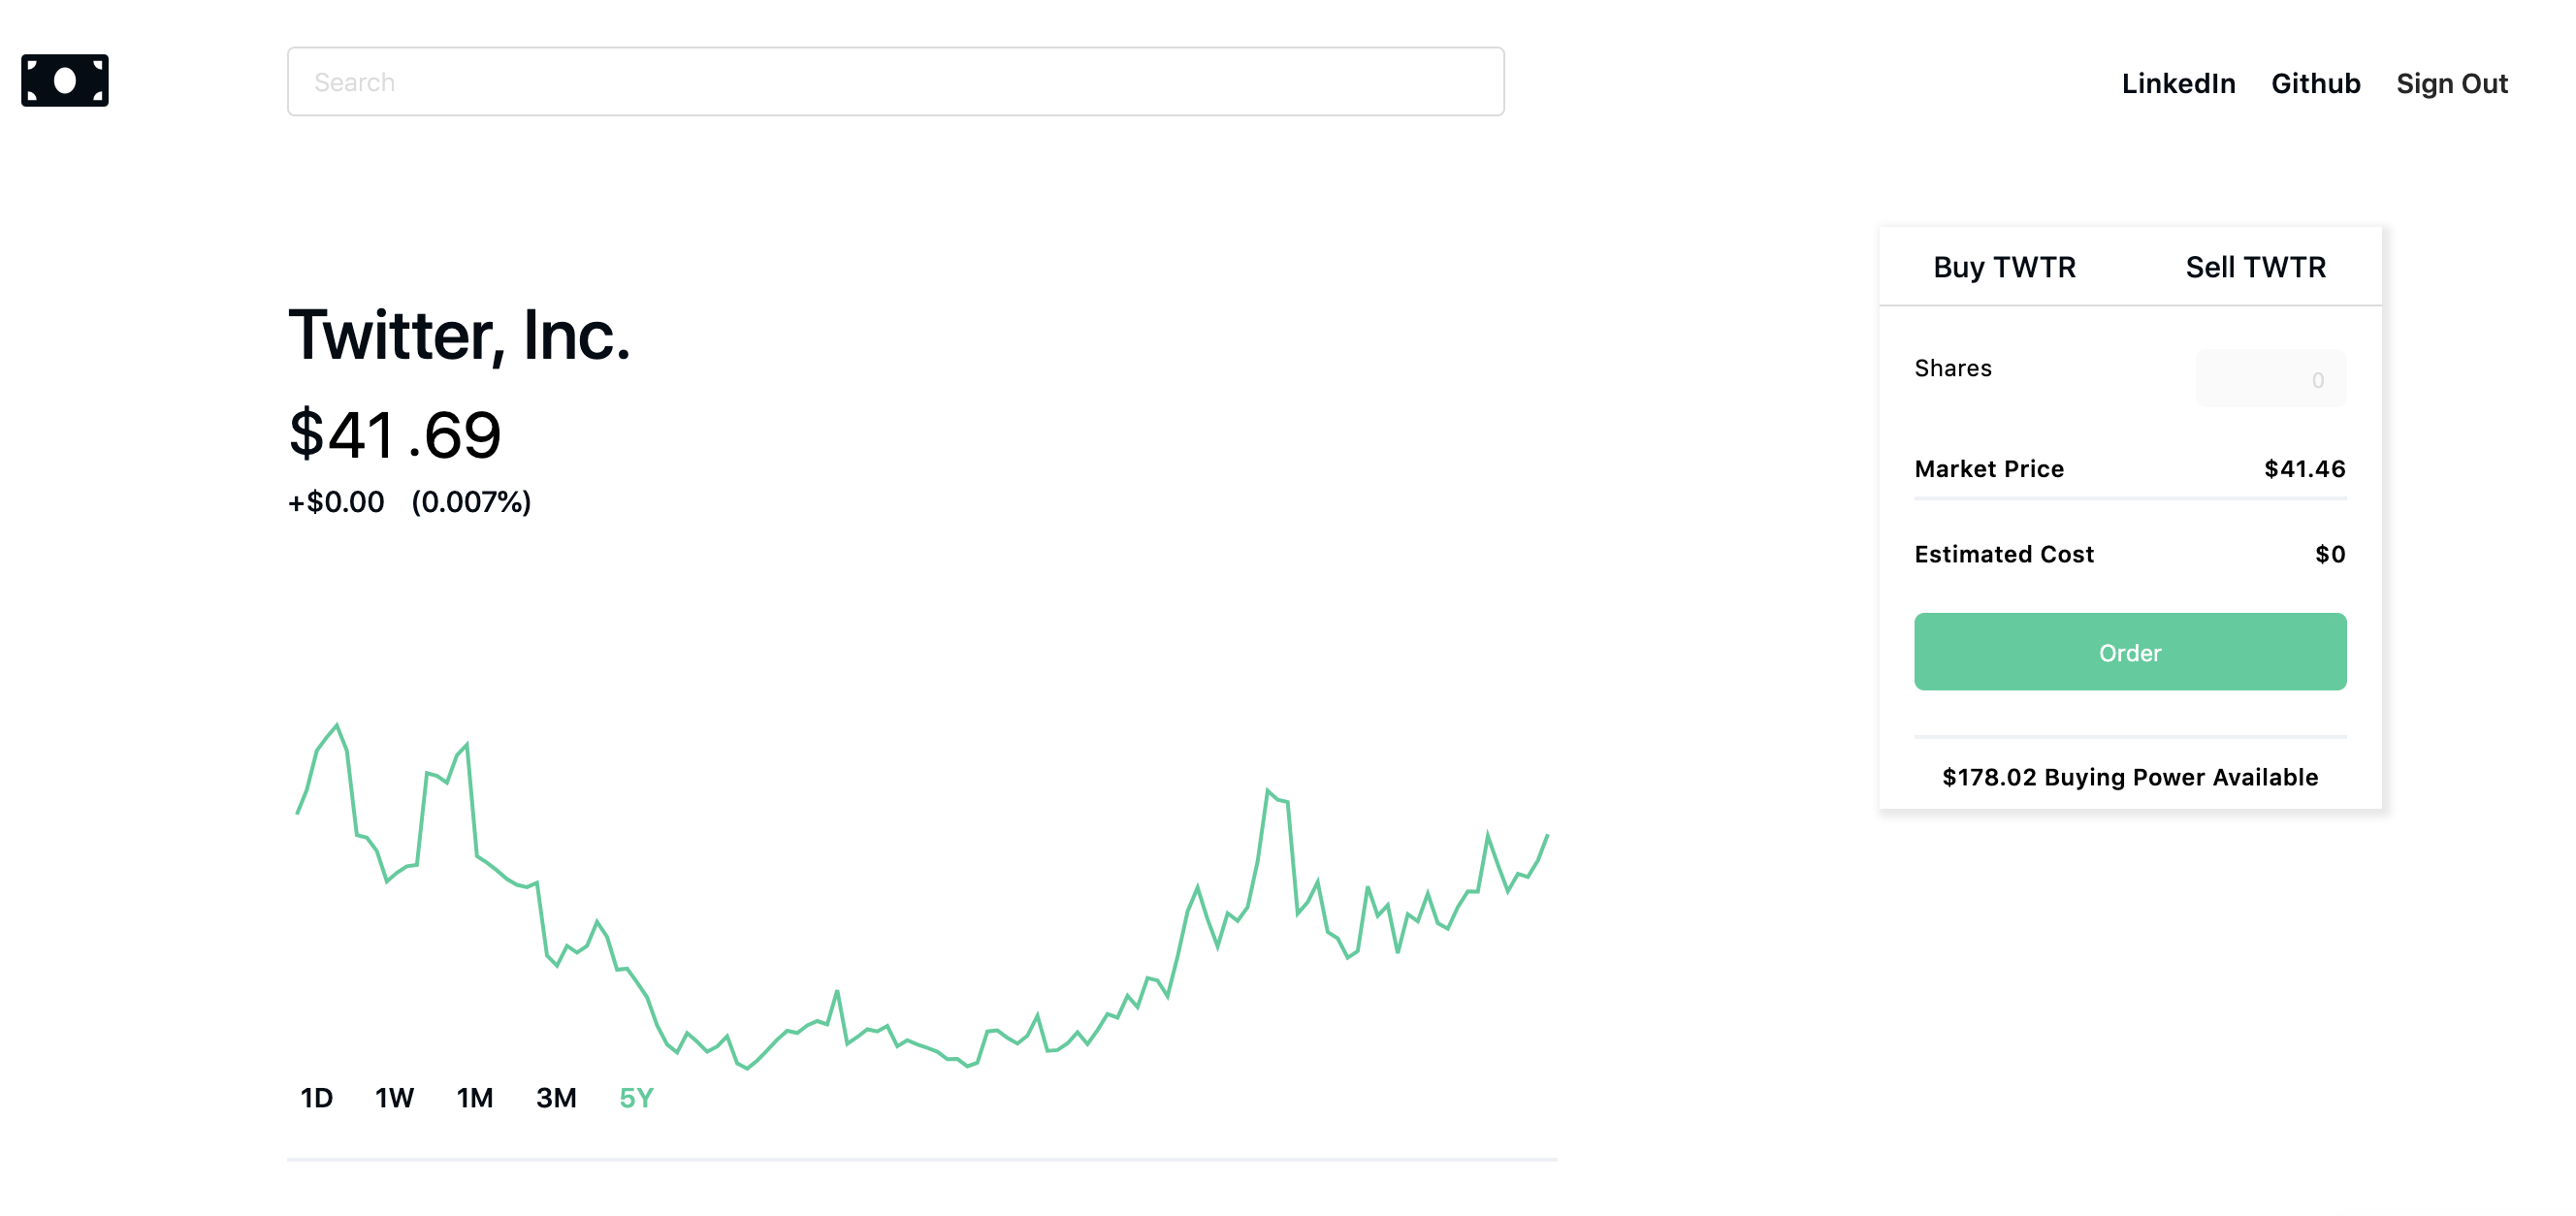 Search
LinkedIn Github Sign Out
Twitter, Inc.
$41.69
+$0.00 (0.007%)
1D 1W 1M 3M 5Y
Buy TWTR Sell TWTR
Shares 0
Market Price $41.46
Estimated Cost $0
Order
$178.02 Buying Power Available